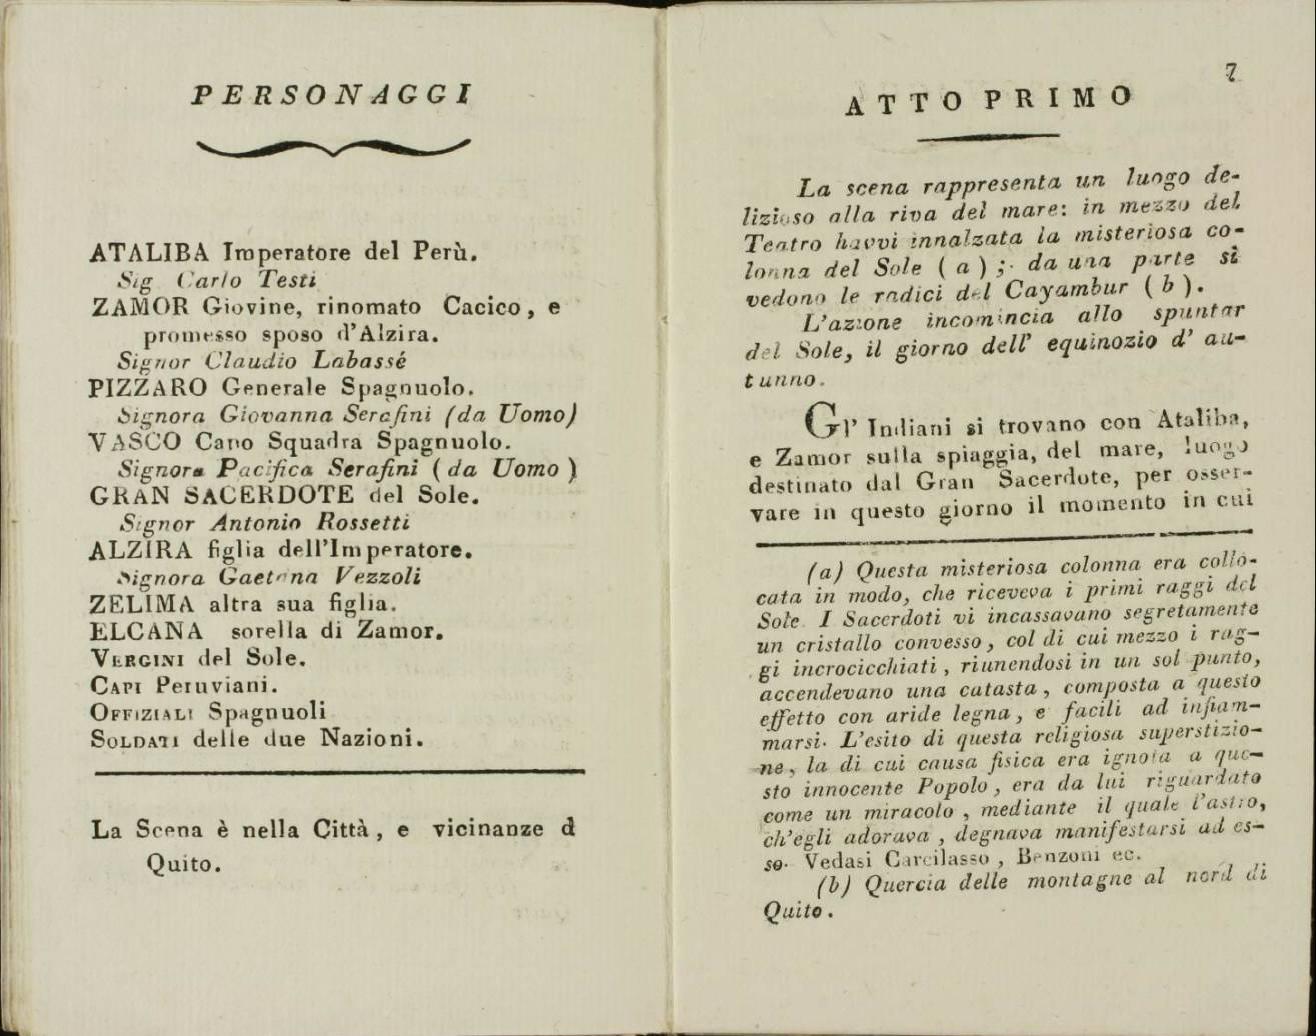 PERSONAGGI
ATALIBA Imperatore del Perù.
Sig Carlo Testi
ZAMOR Giovine, rinomato Cacico, e
promesso sposo d'Alzira.
Signor Claudio Labassé
PIZZARO Generale Spagnuolo.
Signora Giovanna Serafini (da Uomo)
VASCO Capo Squadra Spagnuolo.
Signora Pacifica Serafini ( da Uomo )
GRAN SACERDOTE del Sole.
Signor Antonio Rossetti
ALZIRA figlia dell'Imperatore.
Signora Gaetana Vezzoli
ZELIMA altra sua figlia.
ELCANA sorella di Zamor.
VERGINI del Sole.
CAPI Peruviani.
OFFIZIALI Spagnuoli
SOLDATI delle due Nazioni.
La Scena è nella Città, e vicinanze d
Quito.
7
ATTO PRIMO
La scena rappresenta un luogo de-
lizioso alla riva del mare: in mezzo del
Teatro havvi innalzata la misteriosa co-
lonna del Sole ( a ); da una parte si
vedono le radici del Cayambur ( b ).
L'azione incomincia allo spuntar
del Sole, il giorno dell' equinozio d' au-
tunno.
Gl' Indiani si trovano con Ataliba,
e Zamor sulla spiaggia, del mare, luogo
destinato dal Gran Sacerdote, per osser-
vare in questo giorno il momento in cui
(a) Questa misteriosa colonna era collo-
cata in modo, che riceveva i primi raggi del
Sole. I Sacerdoti vi incassavano segretamente
un cristallo convesso, col di cui mezzo i rag-
gi incrocicchiati, riunendosi in un sol punto,
accendevano una catasta, composta a questo
effetto con aride legna, e facili ad infiam-
marsi. L'esito di questa religiosa superstizio-
ne, la di cui causa fisica era ignota a que-
sto innocente Popolo, era da lui riguardato
come un miracolo, mediante il quale l'astro,
ch'egli adorava, degnava manifestarsi ad es-
so. Vedasi Carcilasso, Benzoni ec.
(b) Quercia delle montagne al nord di
Quito.